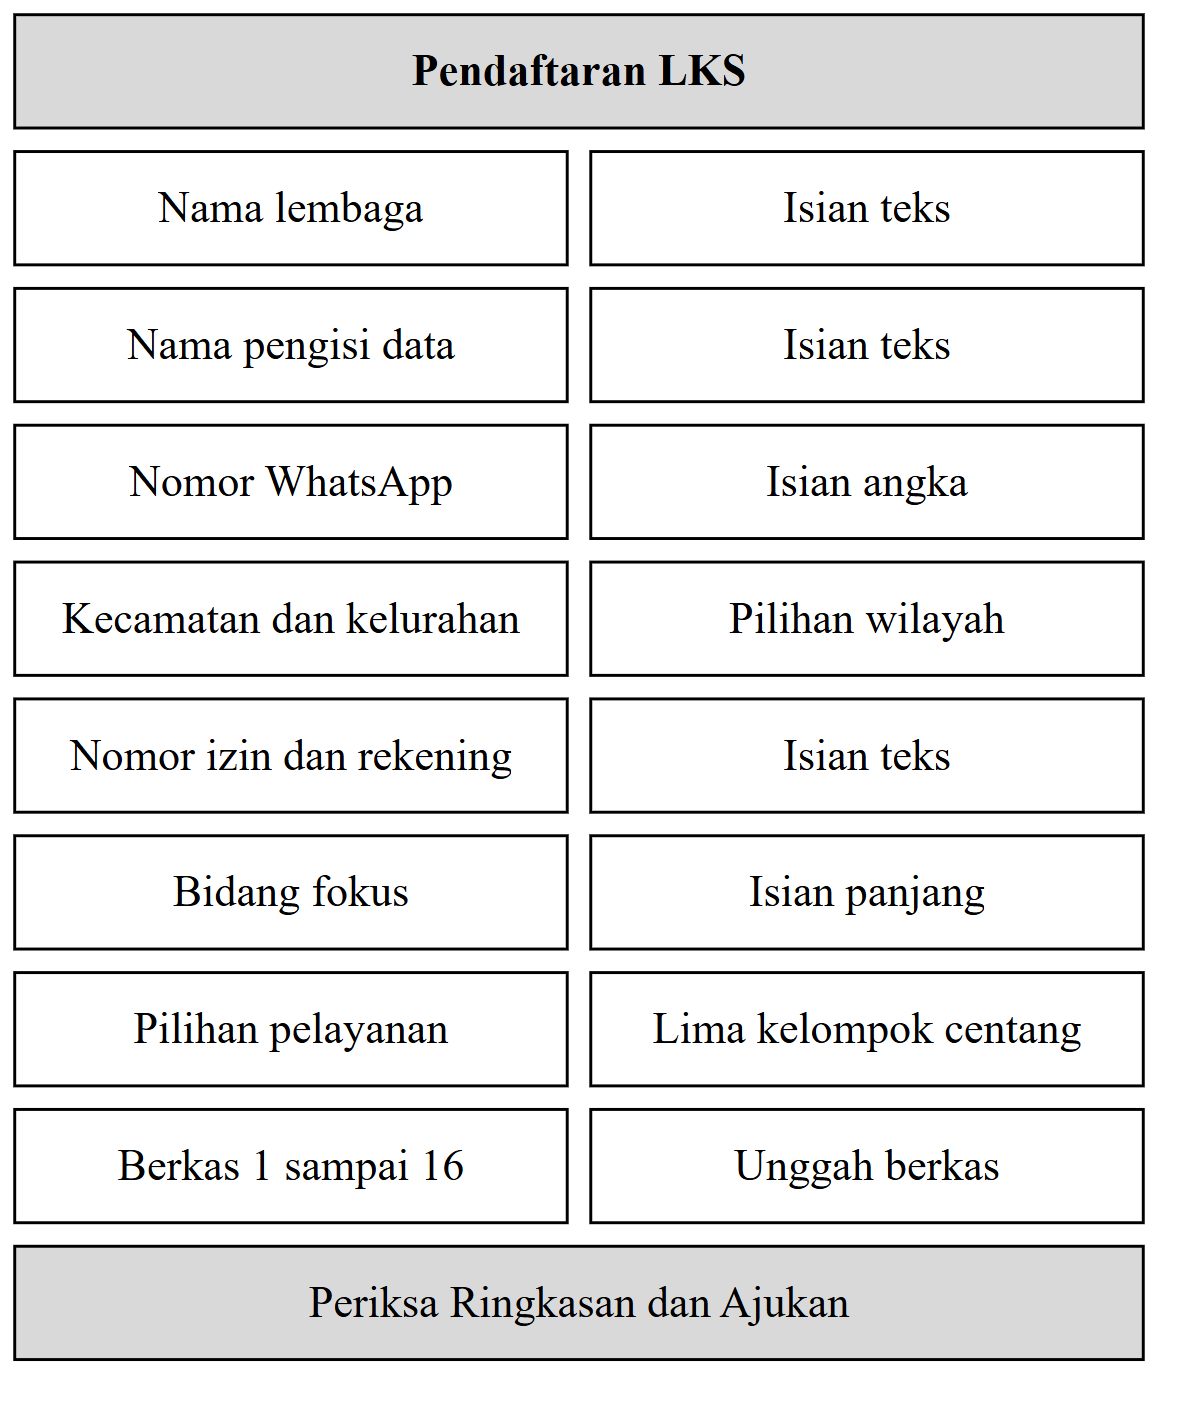 Pendaftaran LKS
Nama lembaga
Isian teks
Nama pengisi data
Isian teks
Nomor WhatsApp
Isian angka
Kecamatan dan kelurahan
Pilihan wilayah
Nomor izin dan rekening
Isian teks
Bidang fokus
Isian panjang
Pilihan pelayanan
Lima kelompok centang
Berkas 1 sampai 16
Unggah berkas
Periksa Ringkasan dan Ajukan